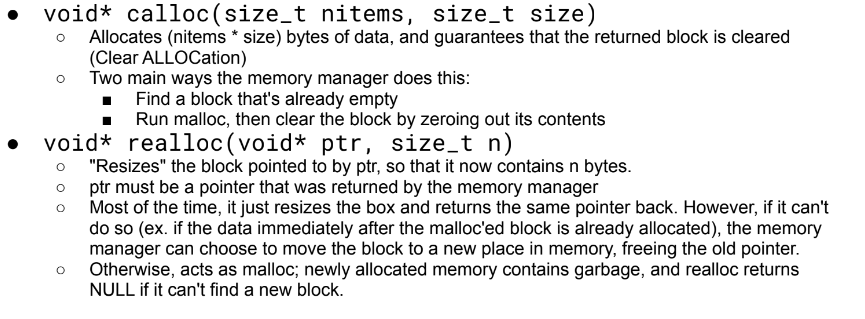 ● void* calloc(size_t nitems, size_t size)
○ Allocates (nitems * size) bytes of data, and guarantees that the returned block is cleared
(Clear ALLOCation)
○ Two main ways the memory manager does this:
■ Find a block that's already empty
■ Run malloc, then clear the block by zeroing out its contents
● void* realloc(void* ptr, size_t n)
○ "Resizes" the block pointed to by ptr, so that it now contains n bytes.
○ ptr must be a pointer that was returned by the memory manager
○ Most of the time, it just resizes the box and returns the same pointer back. However, if it can't
do so (ex. if the data immediately after the malloc'ed block is already allocated), the memory
manager can choose to move the block to a new place in memory, freeing the old pointer.
○ Otherwise, acts as malloc; newly allocated memory contains garbage, and realloc returns
NULL if it can't find a new block.